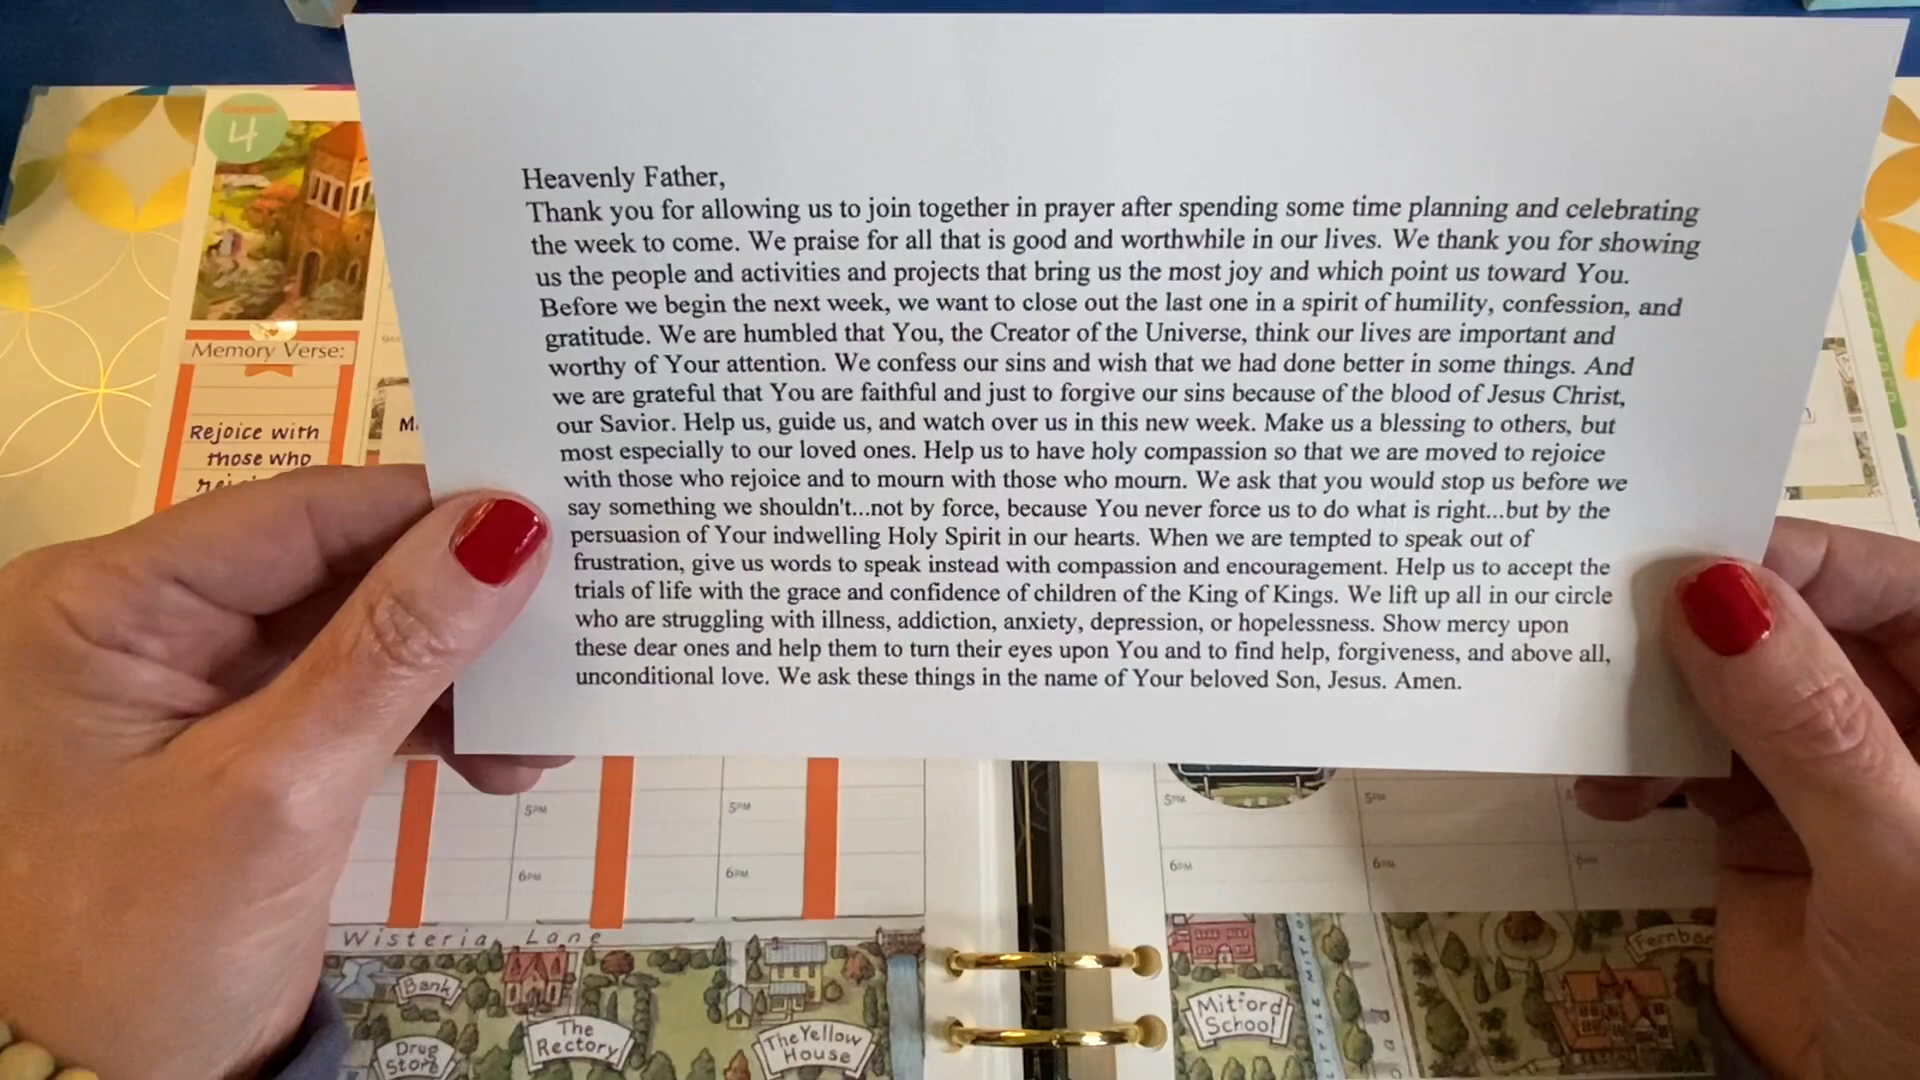 Heavenly Father,
Thank you for allowing us to join together in prayer after spending some time planning and celebrating
the week to come. We praise for all that is good and worthwhile in our lives. We thank you for showing
us the people and activities and projects that bring us the most joy and which point us toward You.
Before we begin the next week, we want to close out the last one in a spirit of humility, confession, and
gratitude. We are humbled that You, the Creator of the Universe, think our lives are important and
worthy of Your attention. We confess our sins and wish that we had done better in some things. And
we are grateful that You are faithful and just to forgive our sins because of the blood of Jesus Christ,
our Savior. Help us, guide us, and watch over us in this new week. Make us a blessing to others, but
most especially to our loved ones. Help us to have holy compassion so that we are moved to rejoice
with those who rejoice and to mourn with those who mourn. We ask that you would stop us before we
say something we shouldn't...not by force, because You never force us to do what is right...but by the
persuasion of Your indwelling Holy Spirit in our hearts. When we are tempted to speak out of
frustration, give us words to speak instead with compassion and encouragement. Help us to accept the
trials of life with the grace and confidence of children of the King of Kings. We lift up all in our circle
who are struggling with illness, addiction, anxiety, depression, or hopelessness. Show mercy upon
these dear ones and help them to turn their eyes upon You and to find help, forgiveness, and above all,
unconditional love. We ask these things in the name of Your beloved Son, Jesus. Amen.
4
Memory Verse:
Rejoice with
those who
5PM
5PM
5PM
5PM
6PM
6PM
6PM
6PM
Wisteria Lane
Bank
The
Rectory
The Yellow
House
Drug
Store
Mitford
School